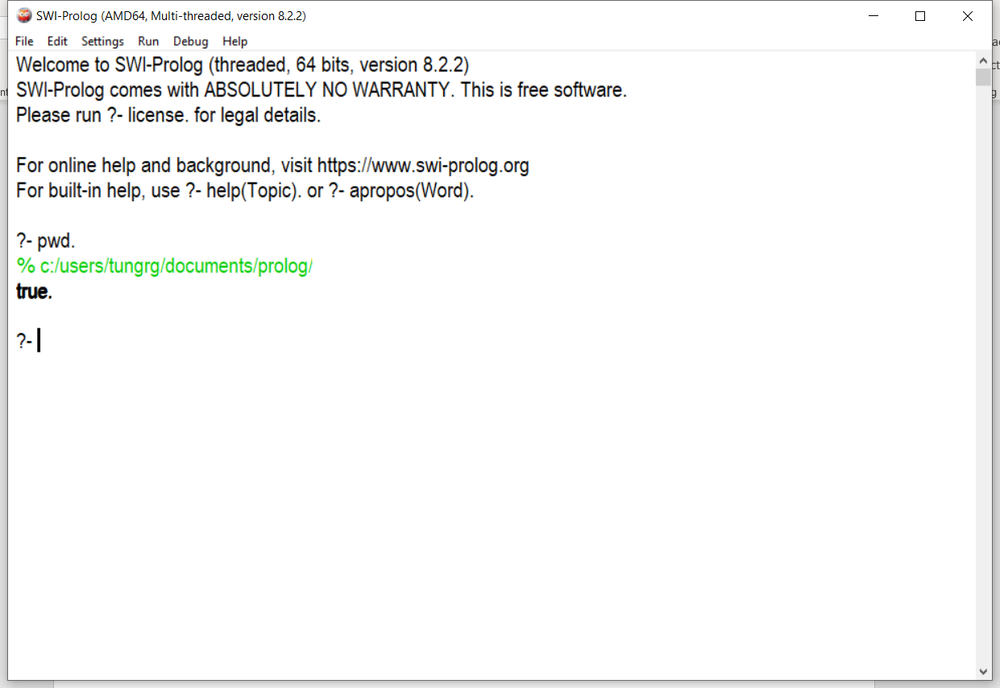 SWI-Prolog (AMD64, Multi-threaded, version 8.2.2)
File Edit Settings Run Debug Help
Welcome to SWI-Prolog (threaded, 64 bits, version 8.2.2)
SWI-Prolog comes with ABSOLUTELY NO WARRANTY. This is free software.
Please run ?- license. for legal details.
For online help and background, visit https://www.swi-prolog.org
For built-in help, use ?- help(Topic). or ?- apropos(Word).
?- pwd.
% c:/users/tungrg/documents/prolog/
true.
?-